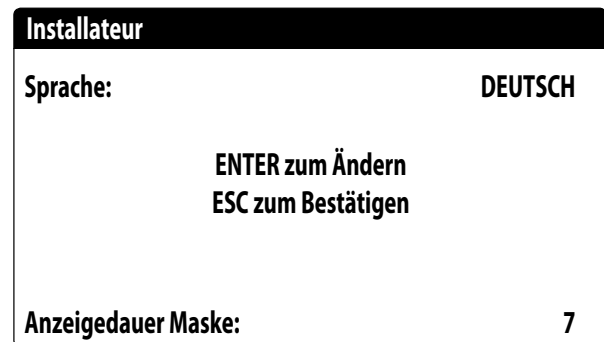 Installateur
Sprache: DEUTSCH
ENTER zum Ändern
ESC zum Bestätigen
Anzeigedauer Maske: 7